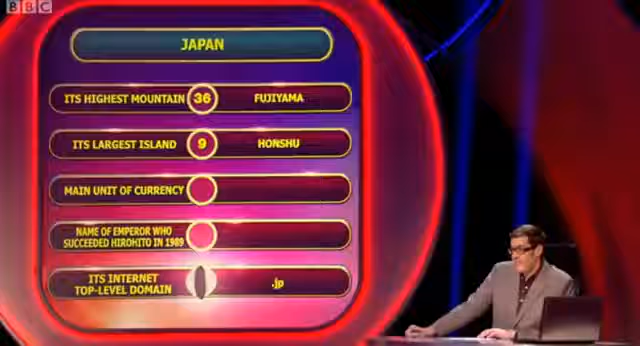 BBC
JAPAN
ITS HIGHEST MOUNTAIN 36 FUJIYAMA
ITS LARGEST ISLAND 9 HONSHU
MAIN UNIT OF CURRENCY
NAME OF EMPEROR WHO
SUCCEEDED HIROHITO IN 1989
ITS INTERNET
TOP-LEVEL DOMAIN
.jp